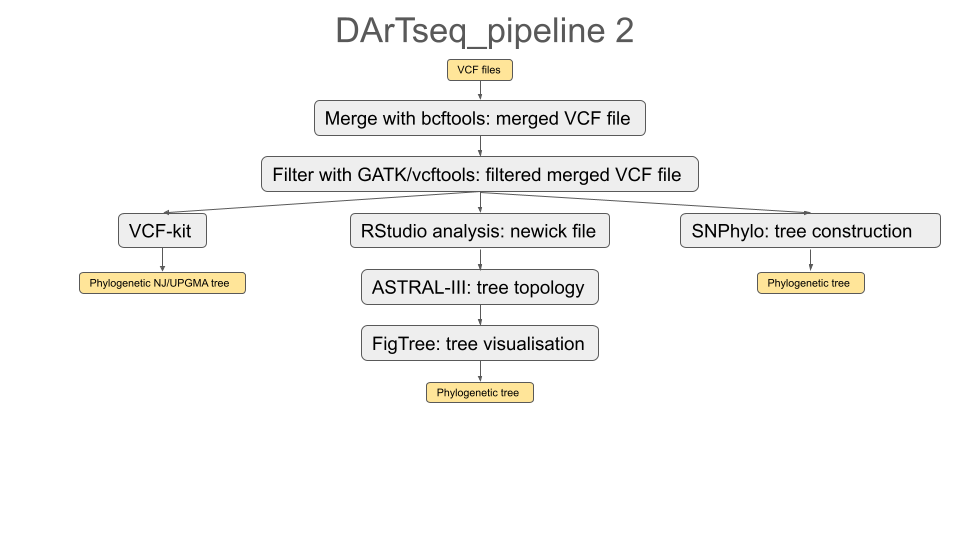 DArTseq_pipeline 2
VCF files
Merge with bcftools: merged VCF file
Filter with GATK/vcftools: filtered merged VCF file
VCF-kit
RStudio analysis: newick file
SNPhylo: tree construction
Phylogenetic NJ/UPGMA tree
ASTRAL-III: tree topology
Phylogenetic tree
FigTree: tree visualisation
Phylogenetic tree